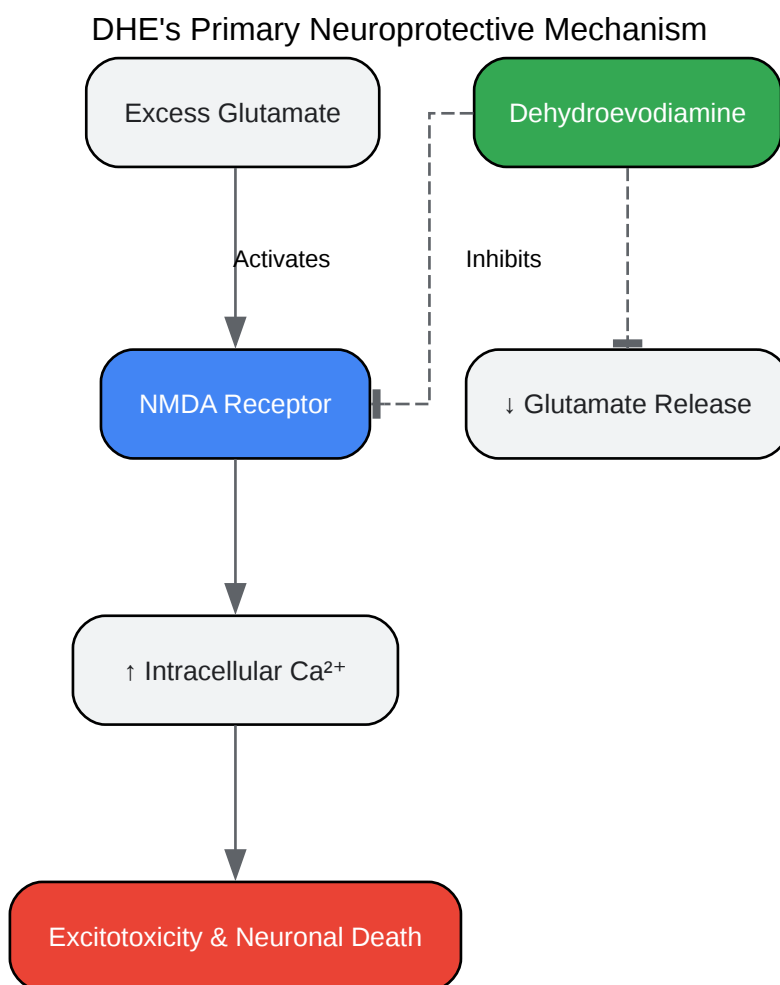 DHE's Primary Neuroprotective Mechanism
Excess Glutamate
Dehydroevodiamine
Activates
Inhibits
NMDA Receptor
↓ Glutamate Release
↑ Intracellular Ca²⁺
Excitotoxicity & Neuronal Death